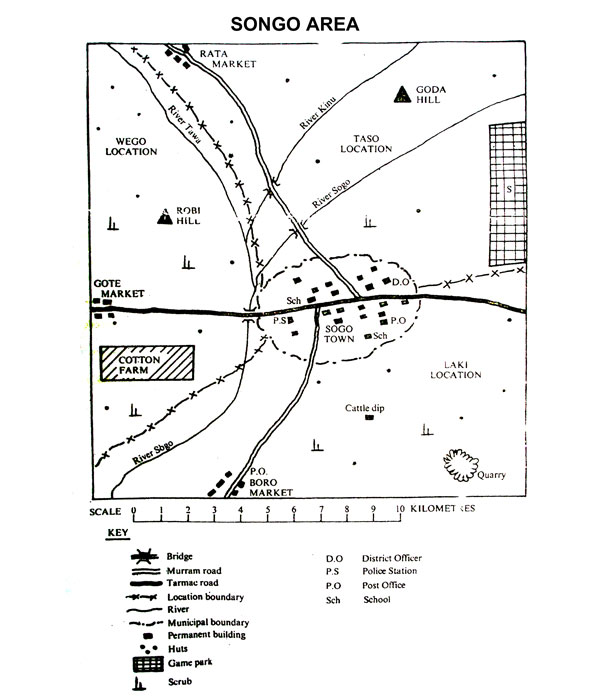 SONGO AREA
RATA
MARKET
GODA
HILL
River Kinu
River Tawa
WEGO
LOCATION
TASO
LOCATION
River Sogo
S
ROBI
HILL
D.O
GOTE
MARKET
Sch
P.S
SOGO
TOWN
P.O
Sch
COTTON
FARM
LAKI
LOCATION
Cattle dip
River Sogo
P.O.
BORO
MARKET
Quarry
SCALE 0 1 2 3 4 5 6 7 8 9 10 KILOMETRES
KEY
Bridge
Murram road
Tarmac road
Location boundary
River
Municipal boundary
Permanent building
Huts
Game park
Scrub
D.O District Officer
P.S Police Station
P.O Post Office
Sch School